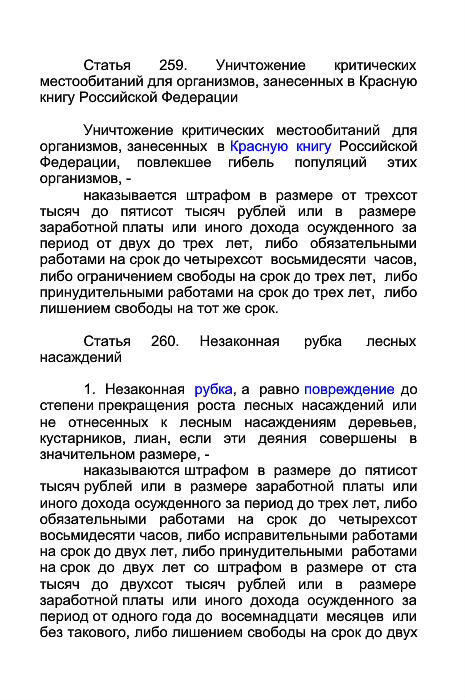 Статья 259. Уничтожение критических
местообитаний для организмов, занесенных в Красную
книгу Российской Федерации
Уничтожение критических местообитаний для
организмов, занесенных в Красную книгу Российской
Федерации, повлекшее гибель популяций этих
организмов, -
наказывается штрафом в размере от трехсот
тысяч до пятисот тысяч рублей или в размере
заработной платы или иного дохода осужденного за
период от двух до трех лет, либо обязательными
работами на срок до четырехсот восьмидесяти часов,
либо ограничением свободы на срок до трех лет, либо
принудительными работами на срок до трех лет, либо
лишением свободы на тот же срок.
Статья 260. Незаконная рубка лесных
насаждений
1. Незаконная рубка, а равно повреждение до
степени прекращения роста лесных насаждений или
не отнесенных к лесным насаждениям деревьев,
кустарников, лиан, если эти деяния совершены в
значительном размере, -
наказываются штрафом в размере до пятисот
тысяч рублей или в размере заработной платы или
иного дохода осужденного за период до трех лет, либо
обязательными работами на срок до четырехсот
восьмидесяти часов, либо исправительными работами
на срок до двух лет, либо принудительными работами
на срок до двух лет со штрафом в размере от ста
тысяч до двухсот тысяч рублей или в размере
заработной платы или иного дохода осужденного за
период от одного года до восемнадцати месяцев или
без такового, либо лишением свободы на срок до двух